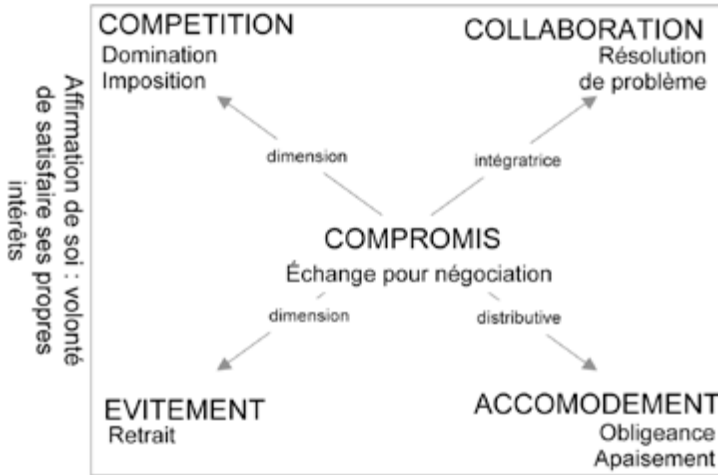 COMPETITION
Domination
Imposition
COLLABORATION
Résolution
de problème
Affirmation de soi : volonté
de satisfaire ses propres
intérêts
dimension
intégratrice
COMPROMIS
Échange pour négociation
dimension
distributive
EVITEMENT
Retrait
ACCOMODEMENT
Obligeance
Apaisement